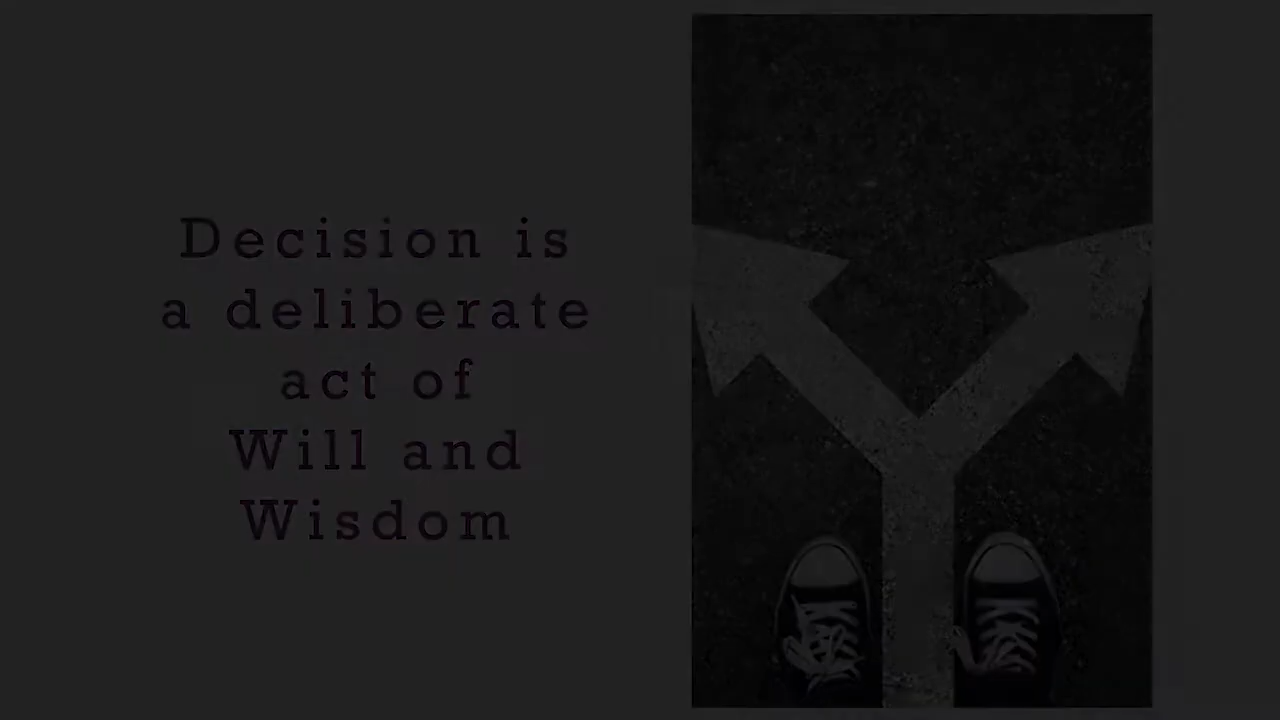 Decision is
a deliberate
act of
Will and
Wisdom